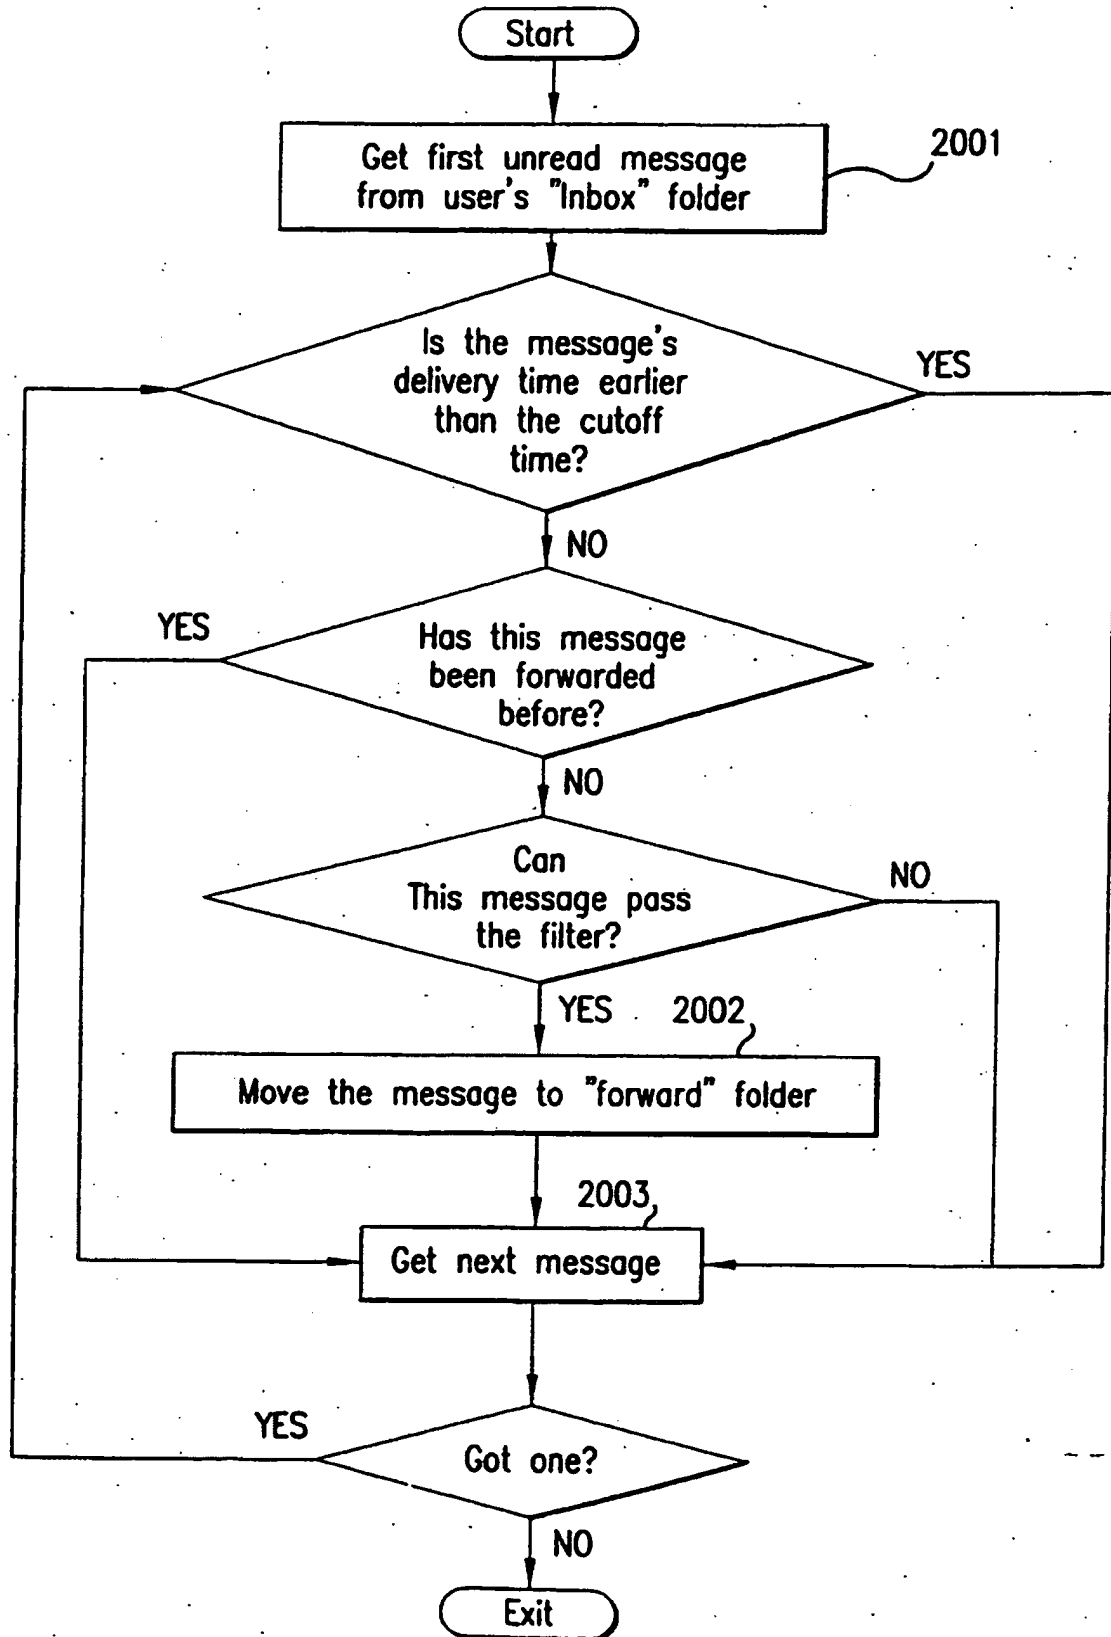 Start
Get first unread message
from user's "Inbox" folder
2001
Is the message's
delivery time earlier
than the cutoff
time?
YES
NO
YES
Has this message
been forwarded
before?
NO
Can
This message pass
the filter?
NO
YES
2002
Move the message to "forward" folder
2003
Get next message
YES
Got one?
NO
Exit